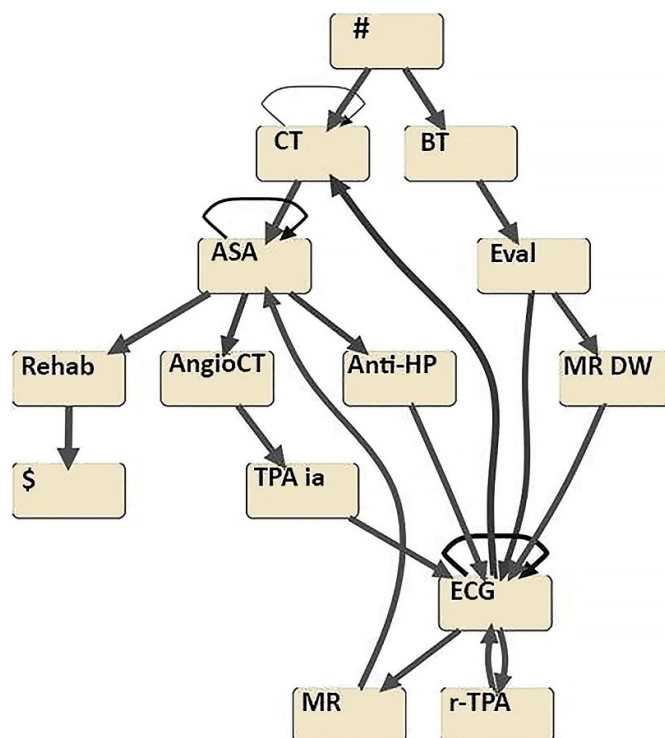 #
CT
BT
ASA
Eval
Rehab
AngioCT
Anti-HP
MR DW
$
TPA ia
ECG
MR
r-TPA